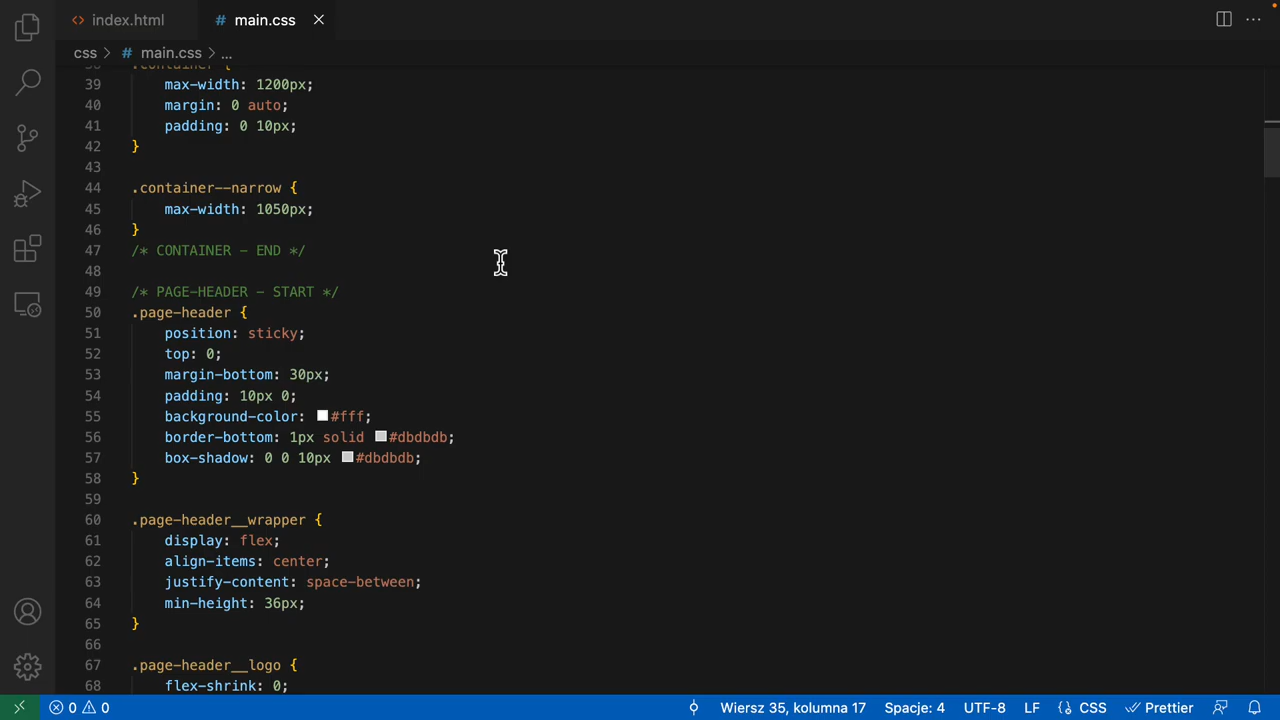 index.html
# main.css
css > # main.css > ...
38 .container {
39 max-width: 1200px;
40 margin: 0 auto;
41 padding: 0 10px;
42 }
43
44 .container--narrow {
45 max-width: 1050px;
46 }
47 /* CONTAINER - END */
48
49 /* PAGE-HEADER - START */
50 .page-header {
51 position: sticky;
52 top: 0;
53 margin-bottom: 30px;
54 padding: 10px 0;
55 background-color: #fff;
56 border-bottom: 1px solid #dbdbdb;
57 box-shadow: 0 0 10px #dbdbdb;
58 }
59
60 .page-header__wrapper {
61 display: flex;
62 align-items: center;
63 justify-content: space-between;
64 min-height: 36px;
65 }
66
67 .page-header__logo {
68 flex-shrink: 0;
0 0 Wiersz 35, kolumna 17 Spacje: 4 UTF-8 LF {} CSS Prettier